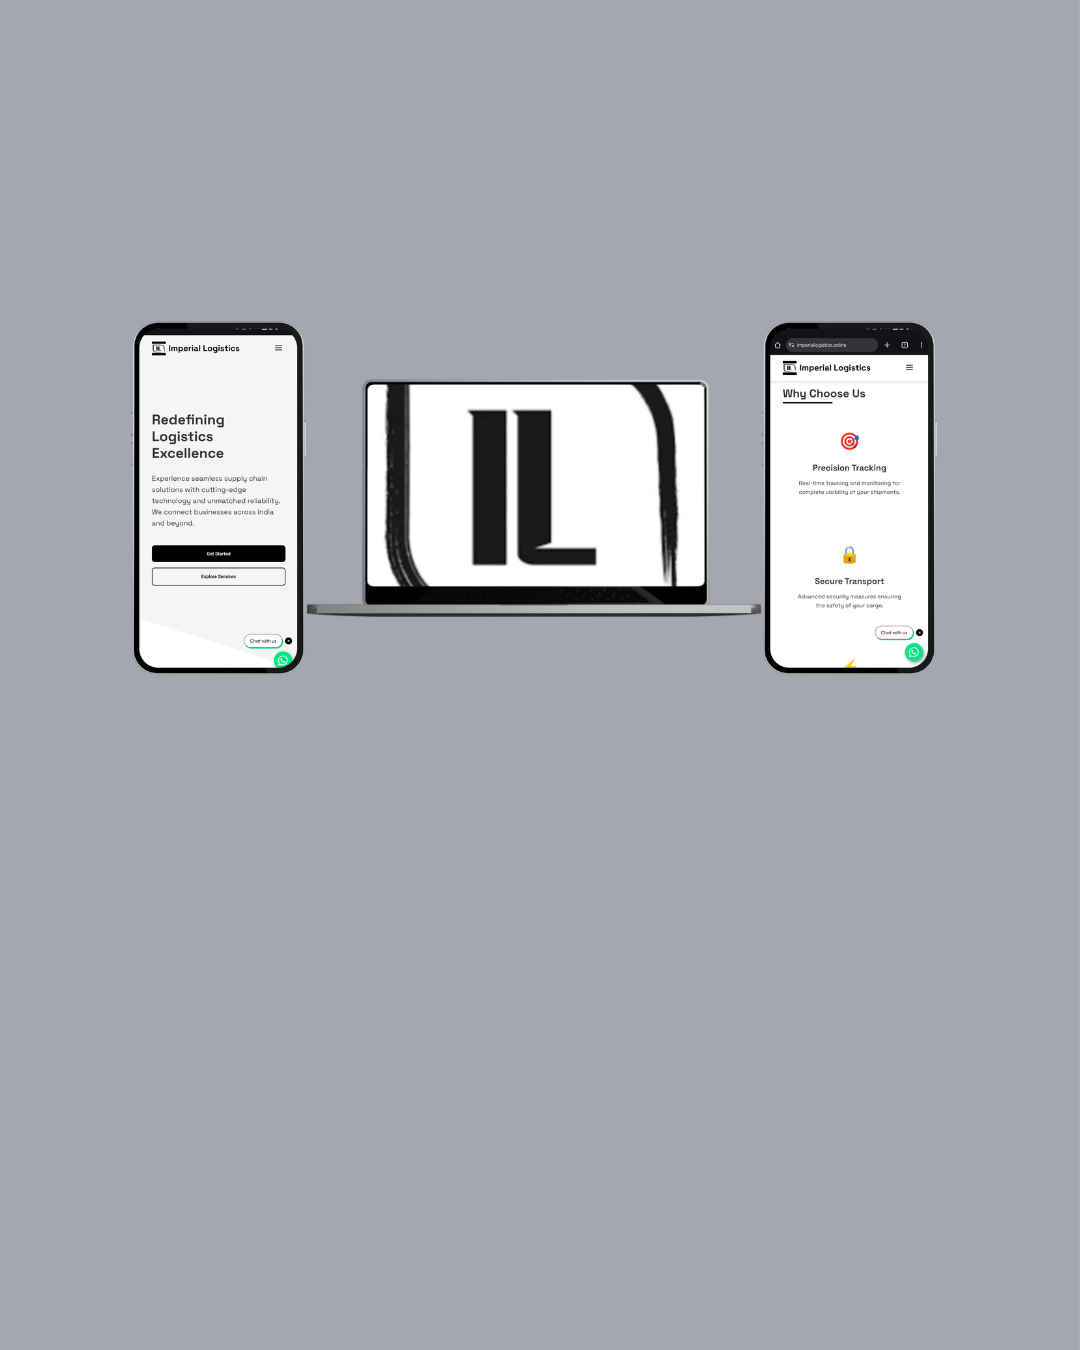 Imperial Logistics
Redefining
Logistics
Excellence
Experience seamless supply chain
solutions with cutting-edge
technology and unmatched reliability.
We connect businesses across India
and beyond.
Get Started
Explore Services
Chat with us
IL
imperiallogistics.online
Imperial Logistics
Why Choose Us
Precision Tracking
Real-time tracking and monitoring for
complete visibility of your shipments.
Secure Transport
Advanced security measures ensuring
the safety of your cargo.
Chat with us